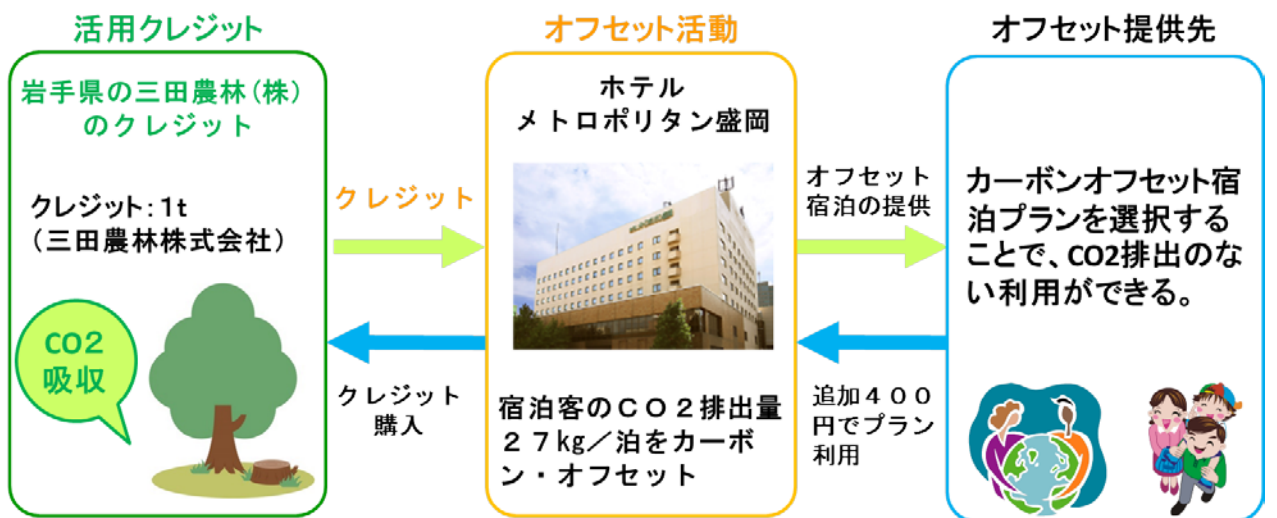 活用クレジット
岩手県の三田農林(株)
のクレジット
クレジット:1t
(三田農林株式会社)
CO2
吸収
クレジット
クレジット
購入
オフセット活動
ホテル
メトロポリタン盛岡
宿泊客のCO2排出量
27kg/泊をカーボ
ン・オフセット
オフセット
宿泊の提供
追加400
円でプラン
利用
オフセット提供先
カーボンオフセット宿
泊プランを選択する
ことで、CO2排出のな
い利用ができる。